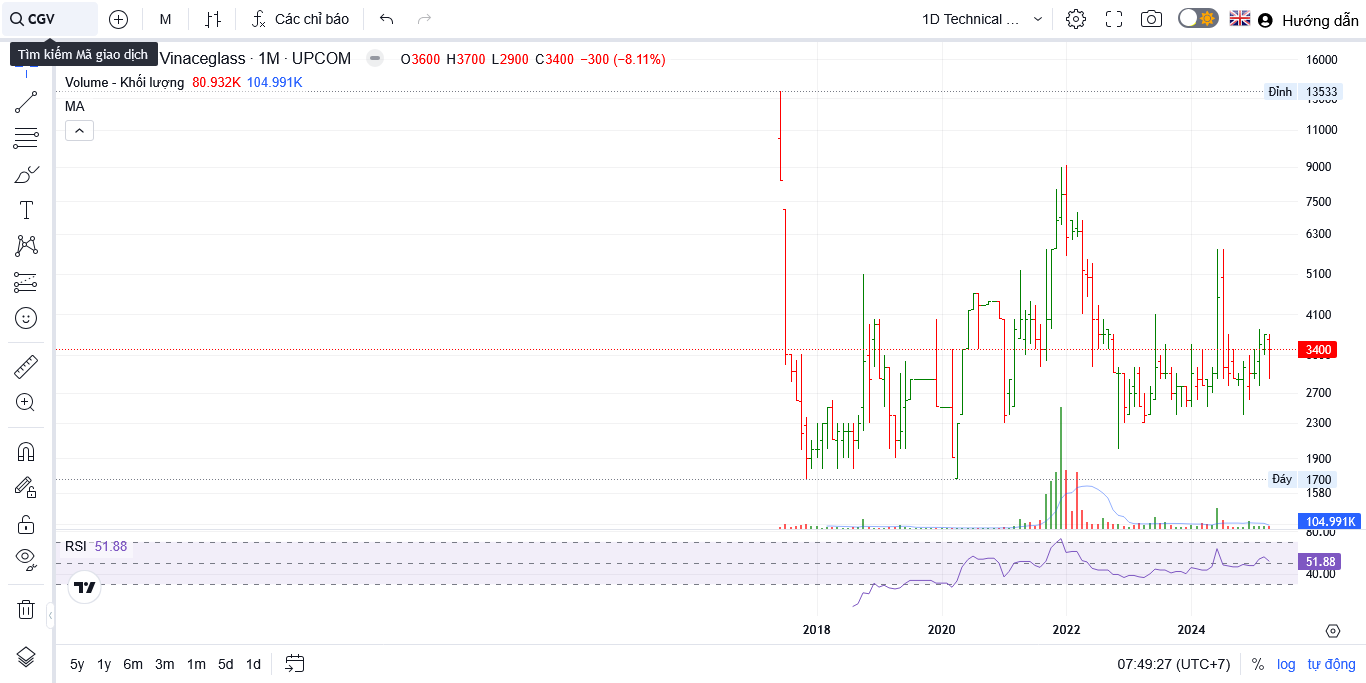 CGV
M
Các chỉ báo
1D Technical ...
Hướng dẫn
Tìm kiếm Mã giao dịch
Vinaceglass · 1M · UPCOM
O3600 H3700 L2900 C3400 −300 (−8.11%)
Volume - Khối lượng 80.932K 104.991K
MA
16000
Đỉnh 13533
11000
9000
7500
6300
5100
4100
3400
2700
2300
1900
Đáy 1700
1580
104.991K
80.00
RSI 51.88
51.88
40.00
2018
2020
2022
2024
5y 1y 6m 3m 1m 5d 1d
07:49:27 (UTC+7)
% log tự động